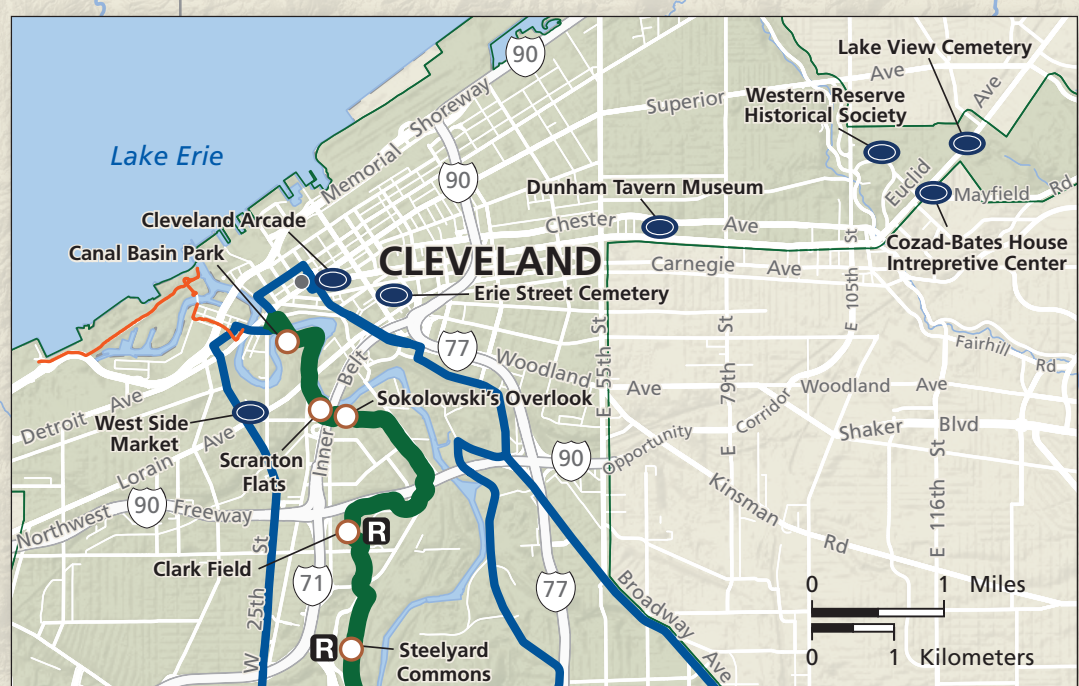 90
Lake View Cemetery
Superior Ave
Western Reserve
Historical Society
Ave
Memorial Shoreway
Lake Erie
90
Euclid
Dunham Tavern Museum
Mayfield Rd
Cleveland Arcade
Chester Ave
Canal Basin Park
CLEVELAND
Cozad-Bates House
Intrepretive Center
Carnegie Ave
Erie Street Cemetery
E 105th St
77
E 55th St
E 79th St
Fairhill Rd
Woodland Ave
Woodland Ave
Inner Belt
Sokolowski's Overlook
Detroit Ave
West Side
Market
Opportunity Corridor
Shaker Blvd
Lorain Ave
Scranton
Flats
90
Kinsman Rd
E 116th St
90
Northwest Freeway
R
Clark Field
71
77
0 1 Miles
W 25th St
Broadway Ave
R
Steelyard
Commons
0 1 Kilometers